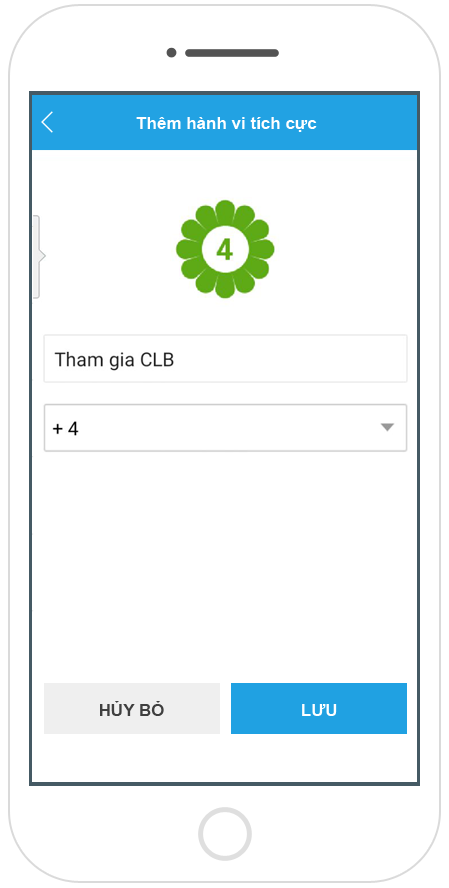 Thêm hành vi tích cực
4
Tham gia CLB
+ 4
HỦY BỎ
LƯU